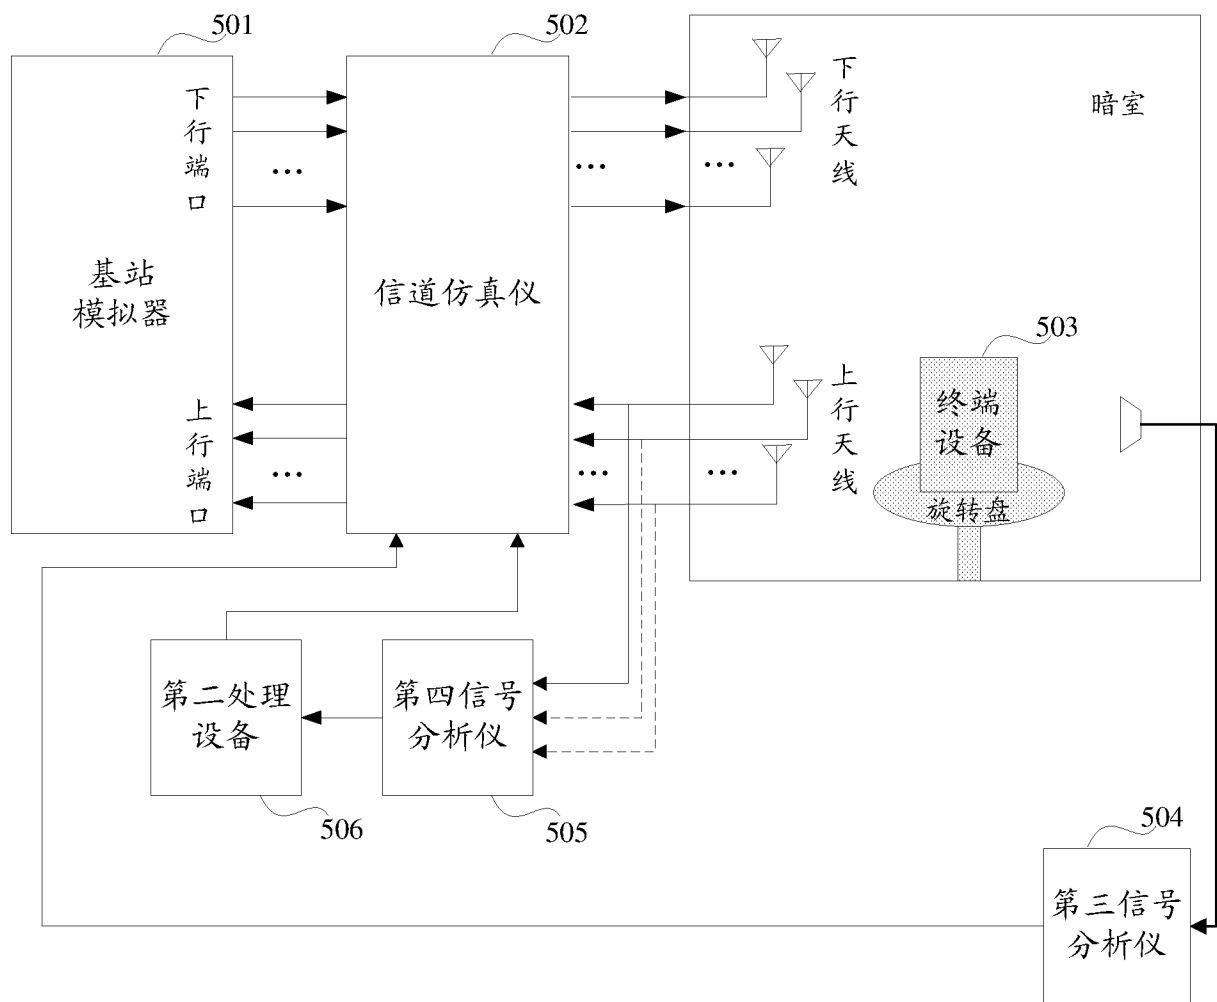 501
502
下行端口
下行天线
暗室
基站
模拟器
信道仿真仪
503
上行端口
上行天线
终端
设备
旋转盘
第二处理
设备
第四信号
分析仪
506
505
504
第三信号
分析仪